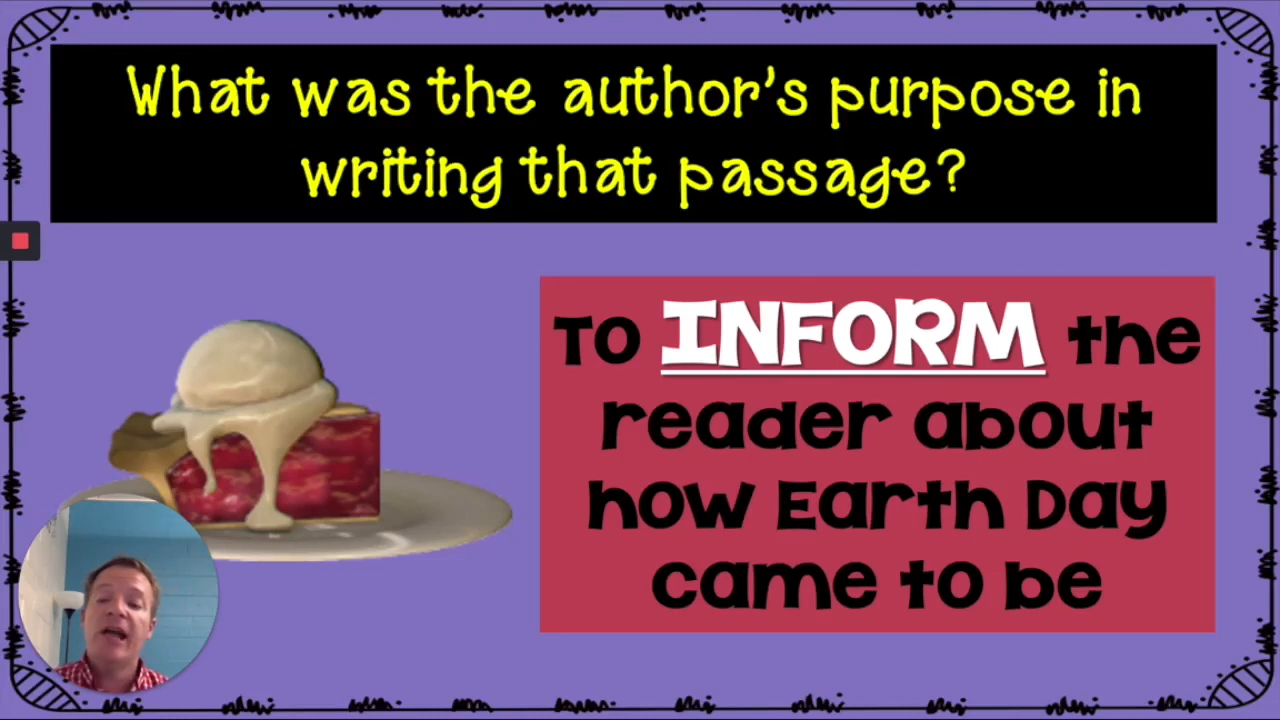 What was the author's purpose in
writing that passage?
To INFORM the
reader about
how Earth Day
came to be